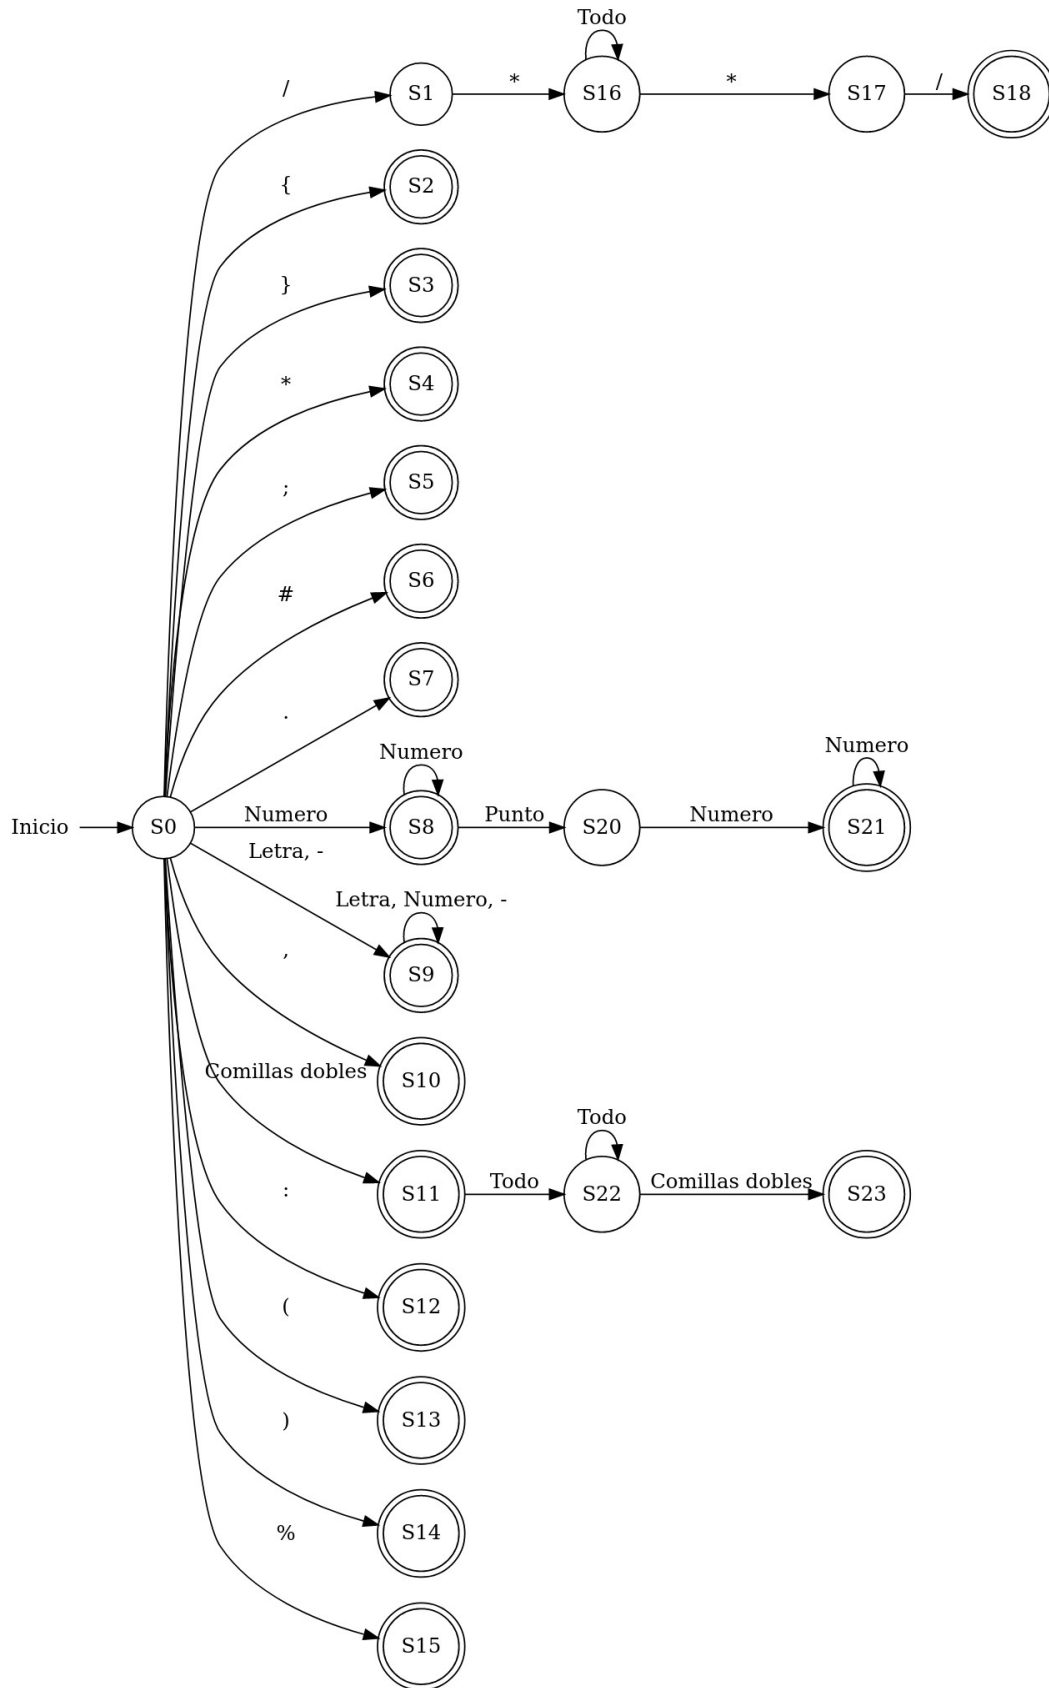 Todo
/
S1
*
S16
*
S17
/
S18
{
S2
}
S3
*
S4
;
S5
#
S6
.
S7
Numero
Numero
Inicio
S0
Numero
S8
Punto
S20
Numero
S21
Letra, -
Letra, Numero, -
S9
,
Comillas dobles
S10
Todo
:
S11
Todo
S22
Comillas dobles
S23
(
S12
)
S13
%
S14
S15